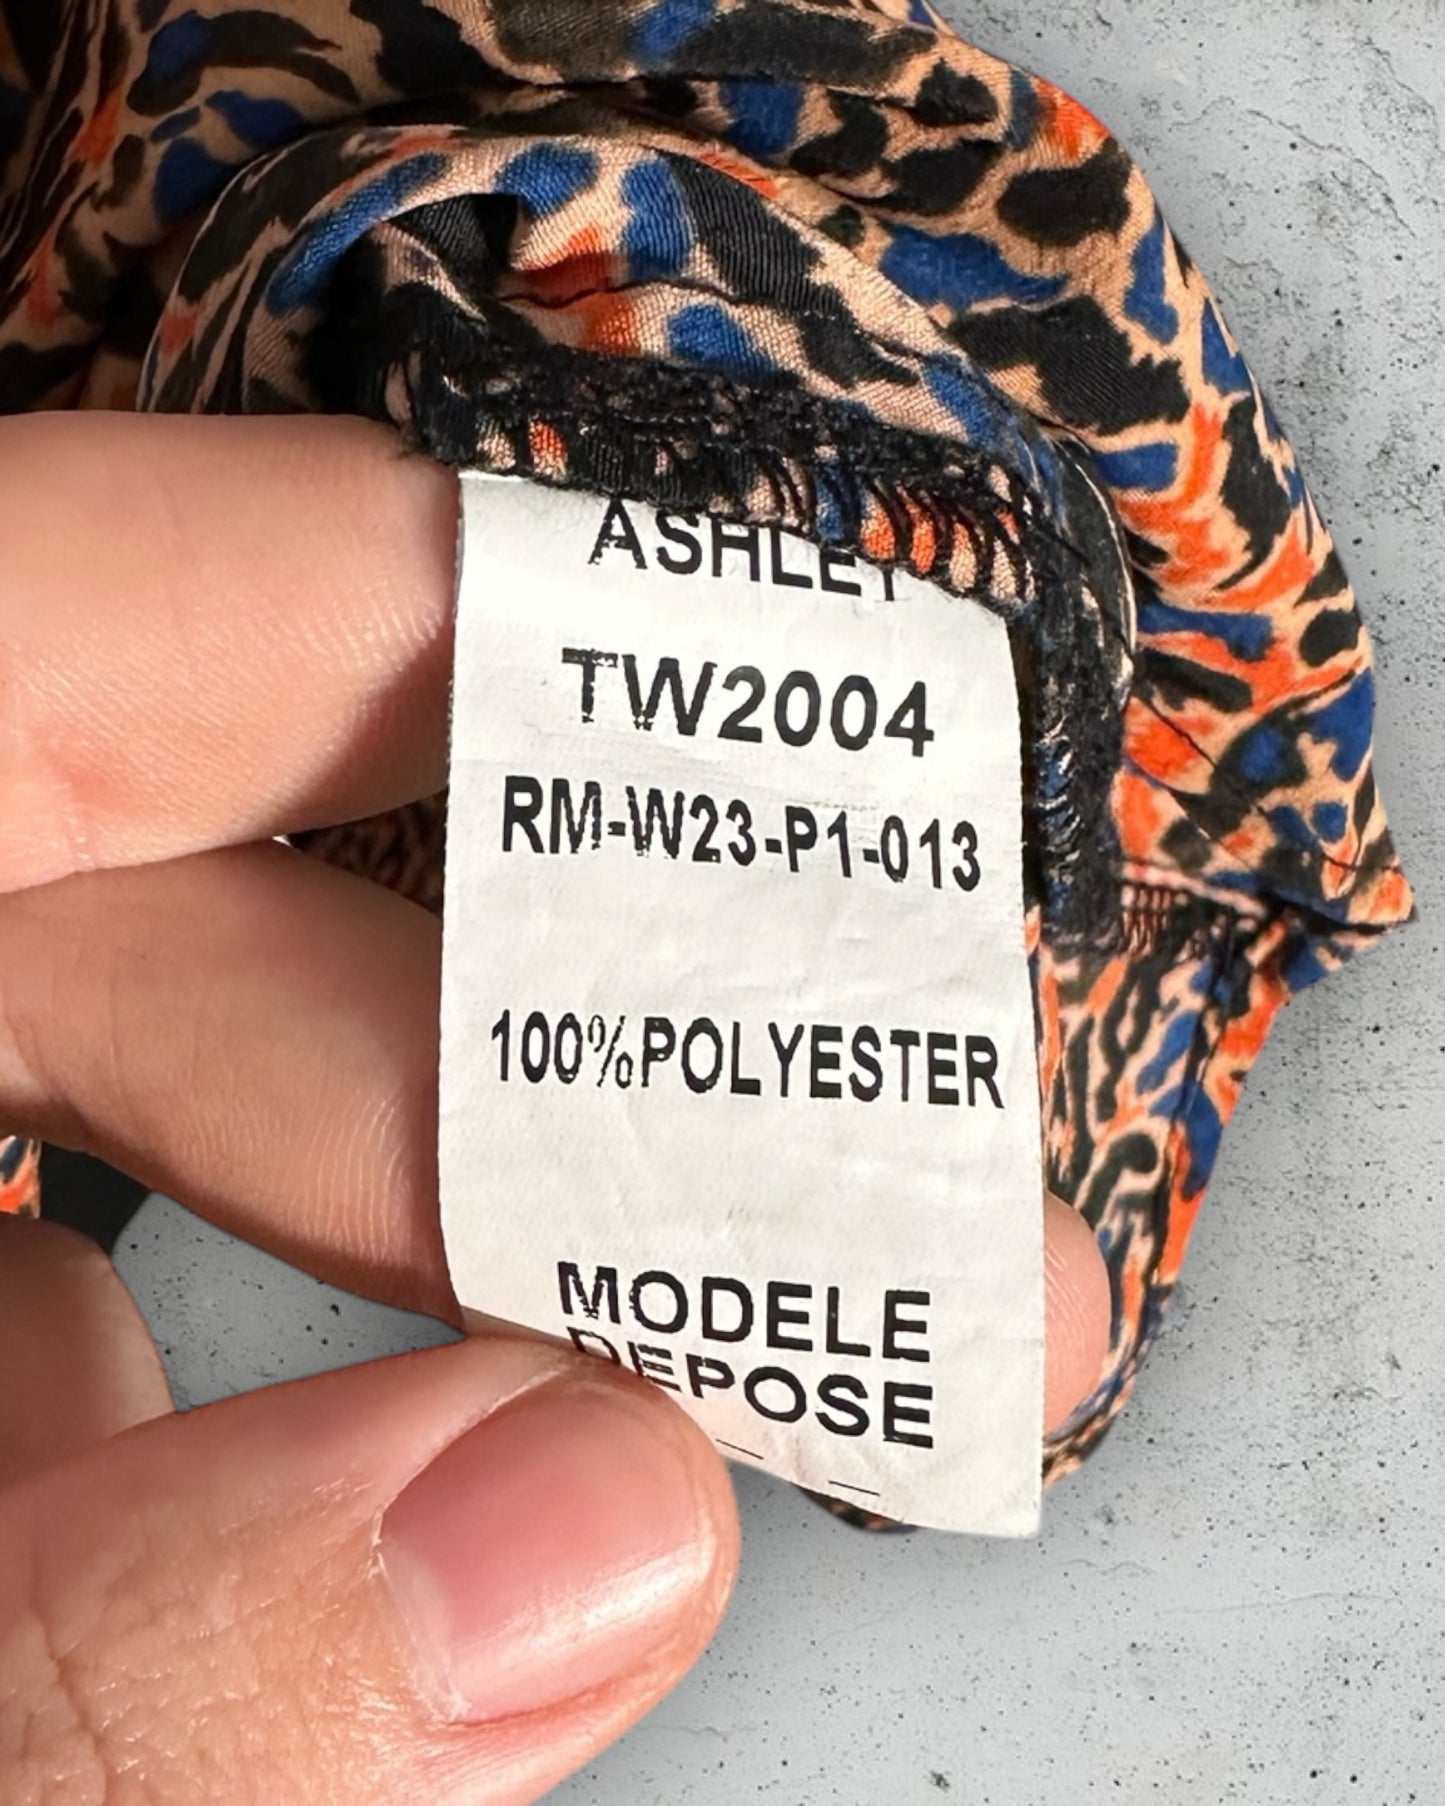 ASHLEY
TW2004
RM-W23-P1-013
100%POLYESTER
MODELE
DEPOSE